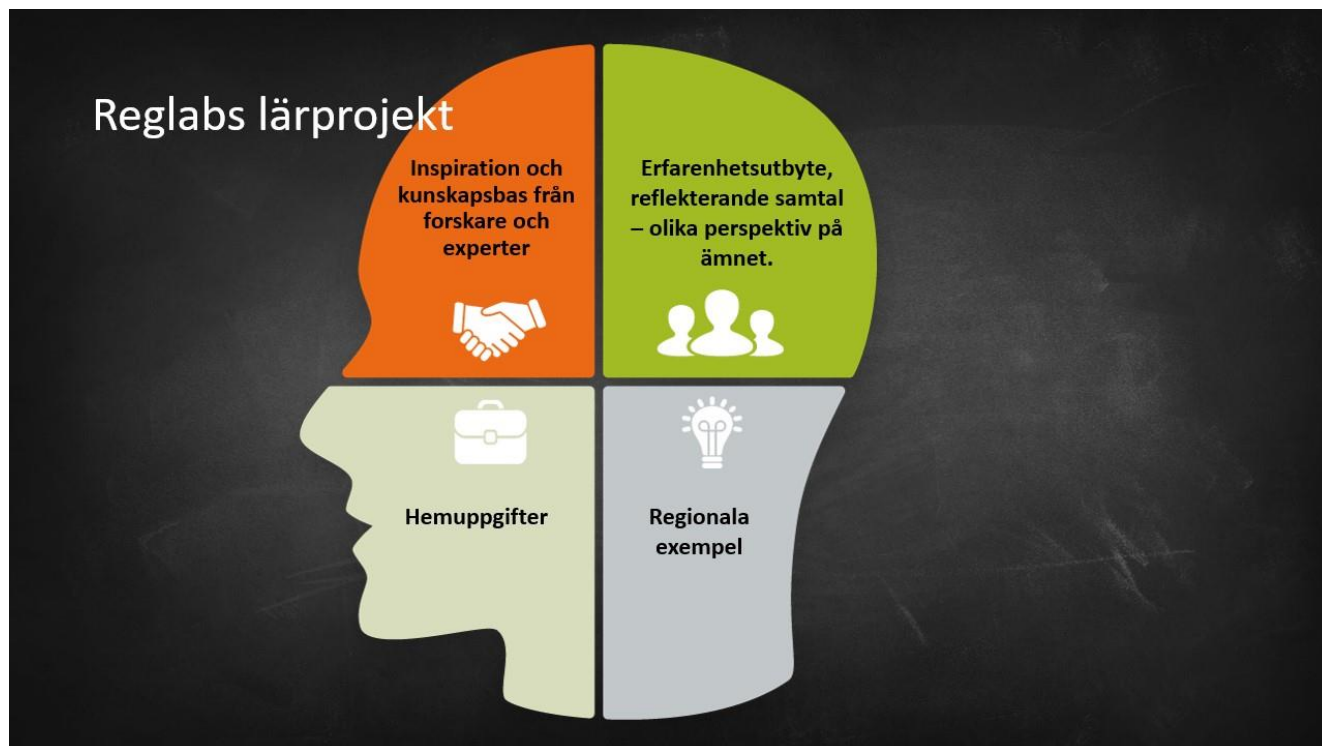 Reglabs lärprojekt
Inspiration och
kunskapsbas från
forskare och
experter
Erfarenhetsutbyte,
reflekterande samtal
– olika perspektiv på
ämnet.
Hemuppgifter
Regionala
exempel